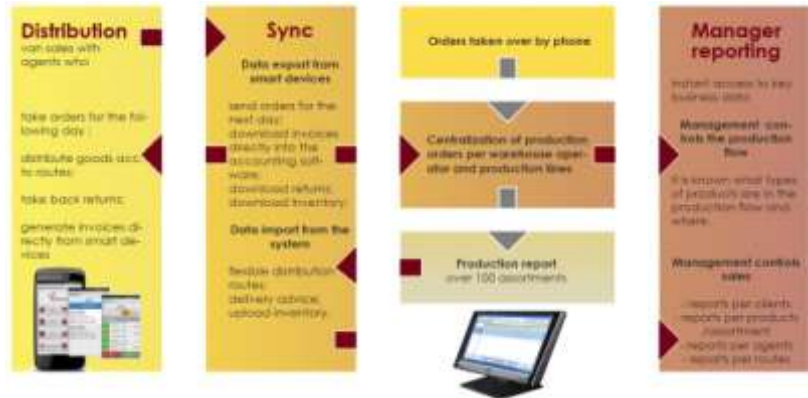 Distribution
van sales with
agents who
take orders for the fol-
lowing day ;
distribute goods acc.
to routes;
take back returns;
generate invoices di-
rectly from smart de-
vices
Sync
Data export from
smart devices
send orders for the
next day;
download invoices
directly into the
accounting soft-
ware;
download returns;
download inventory.
Data import from the
system
flexible distribution
routes;
delivery advice;
upload inventory.
Orders taken over by phone
Centralization of production
orders per warehouse oper-
ator and production lines
Production report
over 100 assortments
Manager
reporting
Instant access to key
business data:
Management con-
trols the production
flow
It is known what types
of products are in the
production flow and
where.
Management controls
sales
- reports per clients
- reports per products
/assortment
- reports per agents
- reports per routes